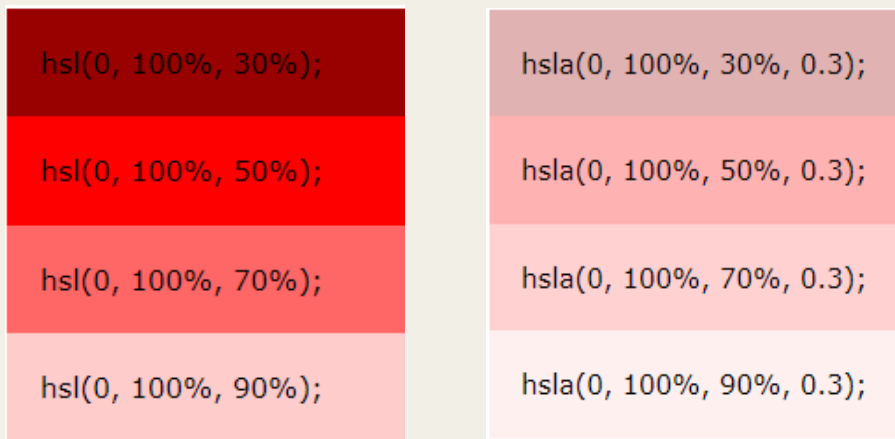 hsl(0, 100%, 30%);
hsl(0, 100%, 50%);
hsl(0, 100%, 70%);
hsl(0, 100%, 90%);
hsla(0, 100%, 30%, 0.3);
hsla(0, 100%, 50%, 0.3);
hsla(0, 100%, 70%, 0.3);
hsla(0, 100%, 90%, 0.3);